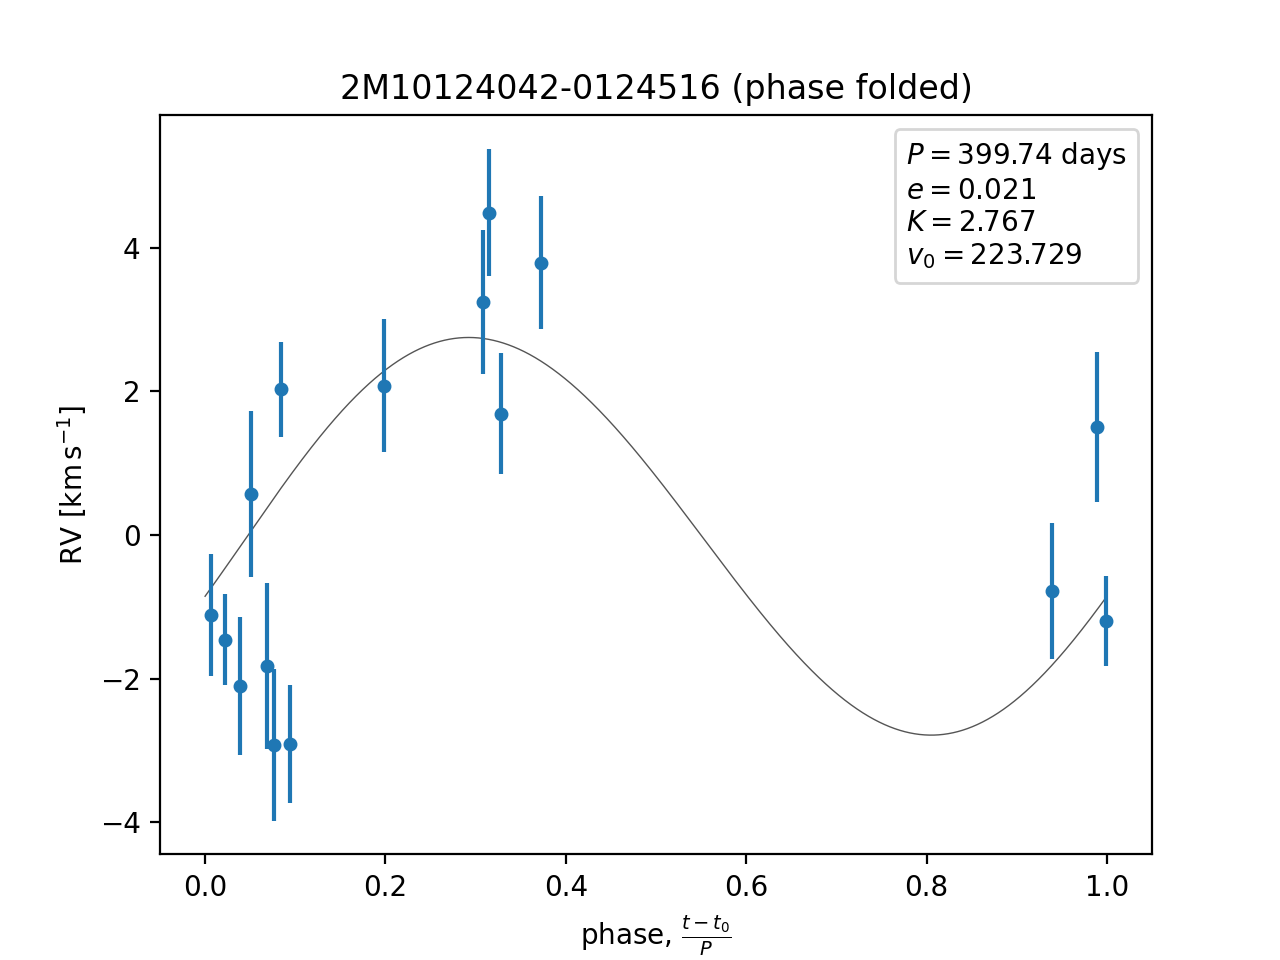 2M10124042-0124516 (phase folded)
P = 399.74 days
e = 0.021
K = 2.767
v₀ = 223.729
RV [km s⁻¹]
4
2
0
−2
−4
0.0 0.2 0.4 0.6 0.8 1.0
phase, (t − t₀)/P